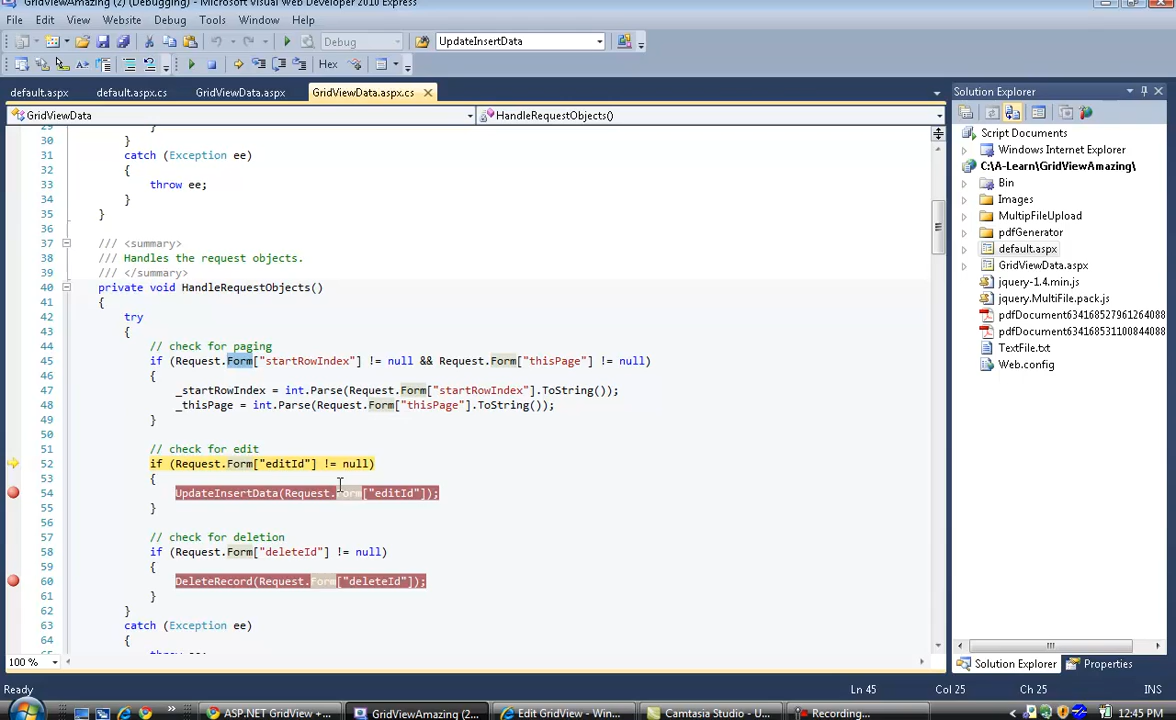 GridViewAmazing (2) (Debugging) - Microsoft Visual Web Developer 2010 Express
File Edit View Website Debug Tools Window Help
Debug UpdateInsertData
Hex
default.aspx default.aspx.cs GridViewData.aspx GridViewData.aspx.cs
GridViewData HandleRequestObjects()
29 }
30 }
31 catch (Exception ee)
32 {
33 throw ee;
34 }
35 }
36
37 /// <summary>
38 /// Handles the request objects.
39 /// </summary>
40 private void HandleRequestObjects()
41 {
42 try
43 {
44 // check for paging
45 if (Request.Form["startRowIndex"] != null && Request.Form["thisPage"] != null)
46 {
47 _startRowIndex = int.Parse(Request.Form["startRowIndex"].ToString());
48 _thisPage = int.Parse(Request.Form["thisPage"].ToString());
49 }
50
51 // check for edit
52 if (Request.Form["editId"] != null)
53 {
54 UpdateInsertData(Request.Form["editId"]);
55 }
56
57 // check for deletion
58 if (Request.Form["deleteId"] != null)
59 {
60 DeleteRecord(Request.Form["deleteId"]);
61 }
62 }
63 catch (Exception ee)
64 {
100 %
Solution Explorer
Script Documents
Windows Internet Explorer
C:\A-Learn\GridViewAmazing\
Bin
Images
MultipFileUpload
pdfGenerator
default.aspx
GridViewData.aspx
jquery-1.4.min.js
jquery.MultiFile.pack.js
pdfDocument634168527961264088
pdfDocument634168531100844088
TextFile.txt
Web.config
Solution Explorer Properties
Ready Ln 45 Col 25 Ch 25 INS
ASP.NET GridView +... GridViewAmazing (2... Edit GridView - Win... Camtasia Studio - U... Recording... 12:45 PM